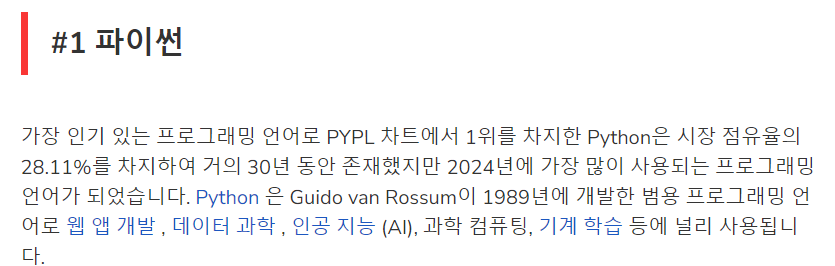 #1 파이썬
가장 인기 있는 프로그래밍 언어로 PYPL 차트에서 1위를 차지한 Python은 시장 점유율의
28.11%를 차지하여 거의 30년 동안 존재했지만 2024년에 가장 많이 사용되는 프로그래밍
언어가 되었습니다. Python 은 Guido van Rossum이 1989년에 개발한 범용 프로그래밍 언
어로 웹 앱 개발 , 데이터 과학 , 인공 지능 (AI), 과학 컴퓨팅, 기계 학습 등에 널리 사용됩니
다.